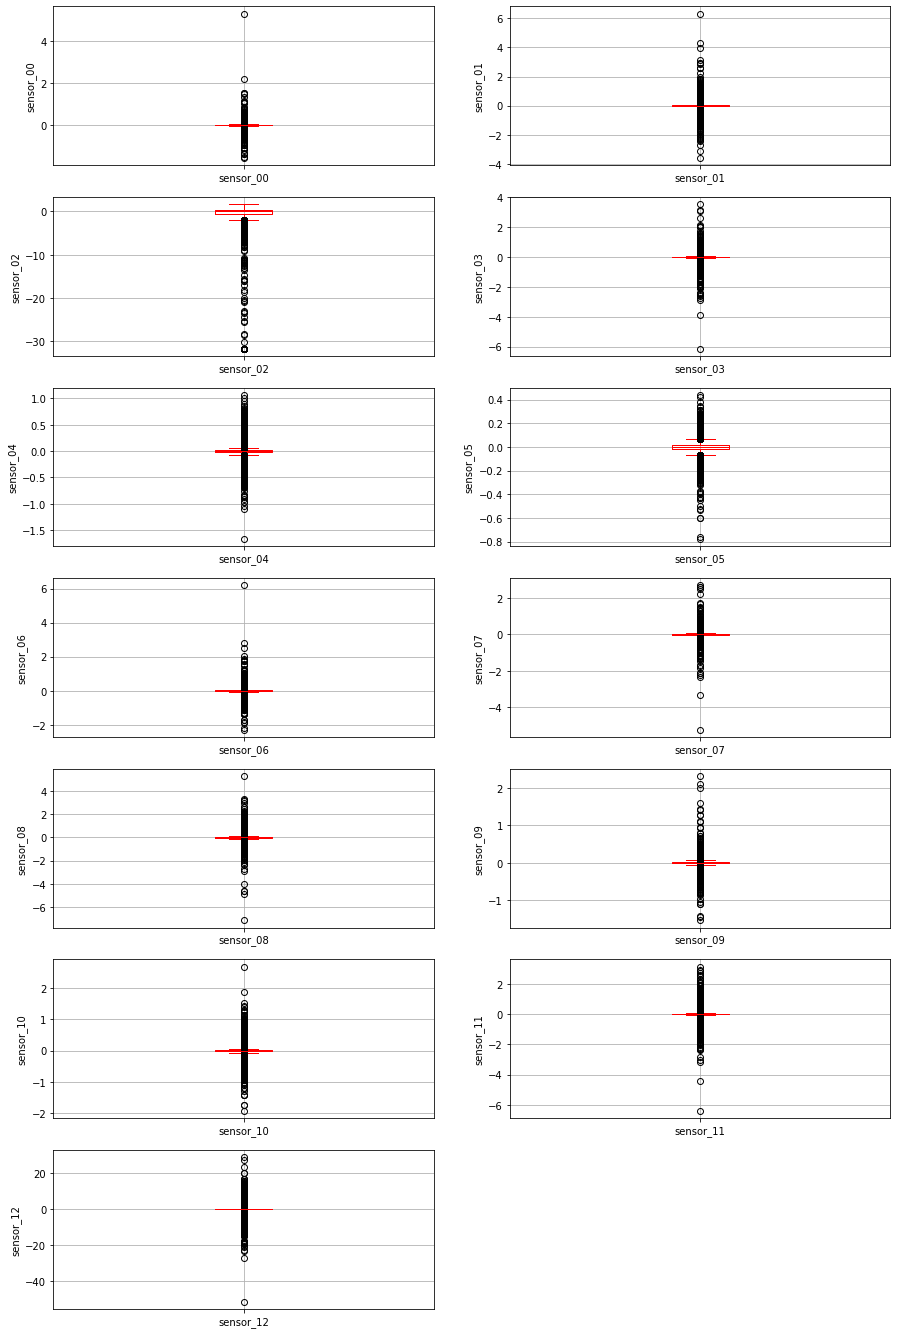 sensor_00
4
2
0
sensor_00
sensor_01
6
4
2
0
−2
−4
sensor_01
sensor_02
0
−10
−20
−30
sensor_02
sensor_03
4
2
0
−2
−4
−6
sensor_03
sensor_04
1.0
0.5
0.0
−0.5
−1.0
−1.5
sensor_04
sensor_05
0.4
0.2
0.0
−0.2
−0.4
−0.6
−0.8
sensor_05
sensor_06
6
4
2
0
−2
sensor_06
sensor_07
2
0
−2
−4
sensor_07
sensor_08
4
2
0
−2
−4
−6
sensor_08
sensor_09
2
1
0
−1
sensor_09
sensor_10
2
1
0
−1
−2
sensor_10
sensor_11
2
0
−2
−4
−6
sensor_11
sensor_12
20
0
−20
−40
sensor_12